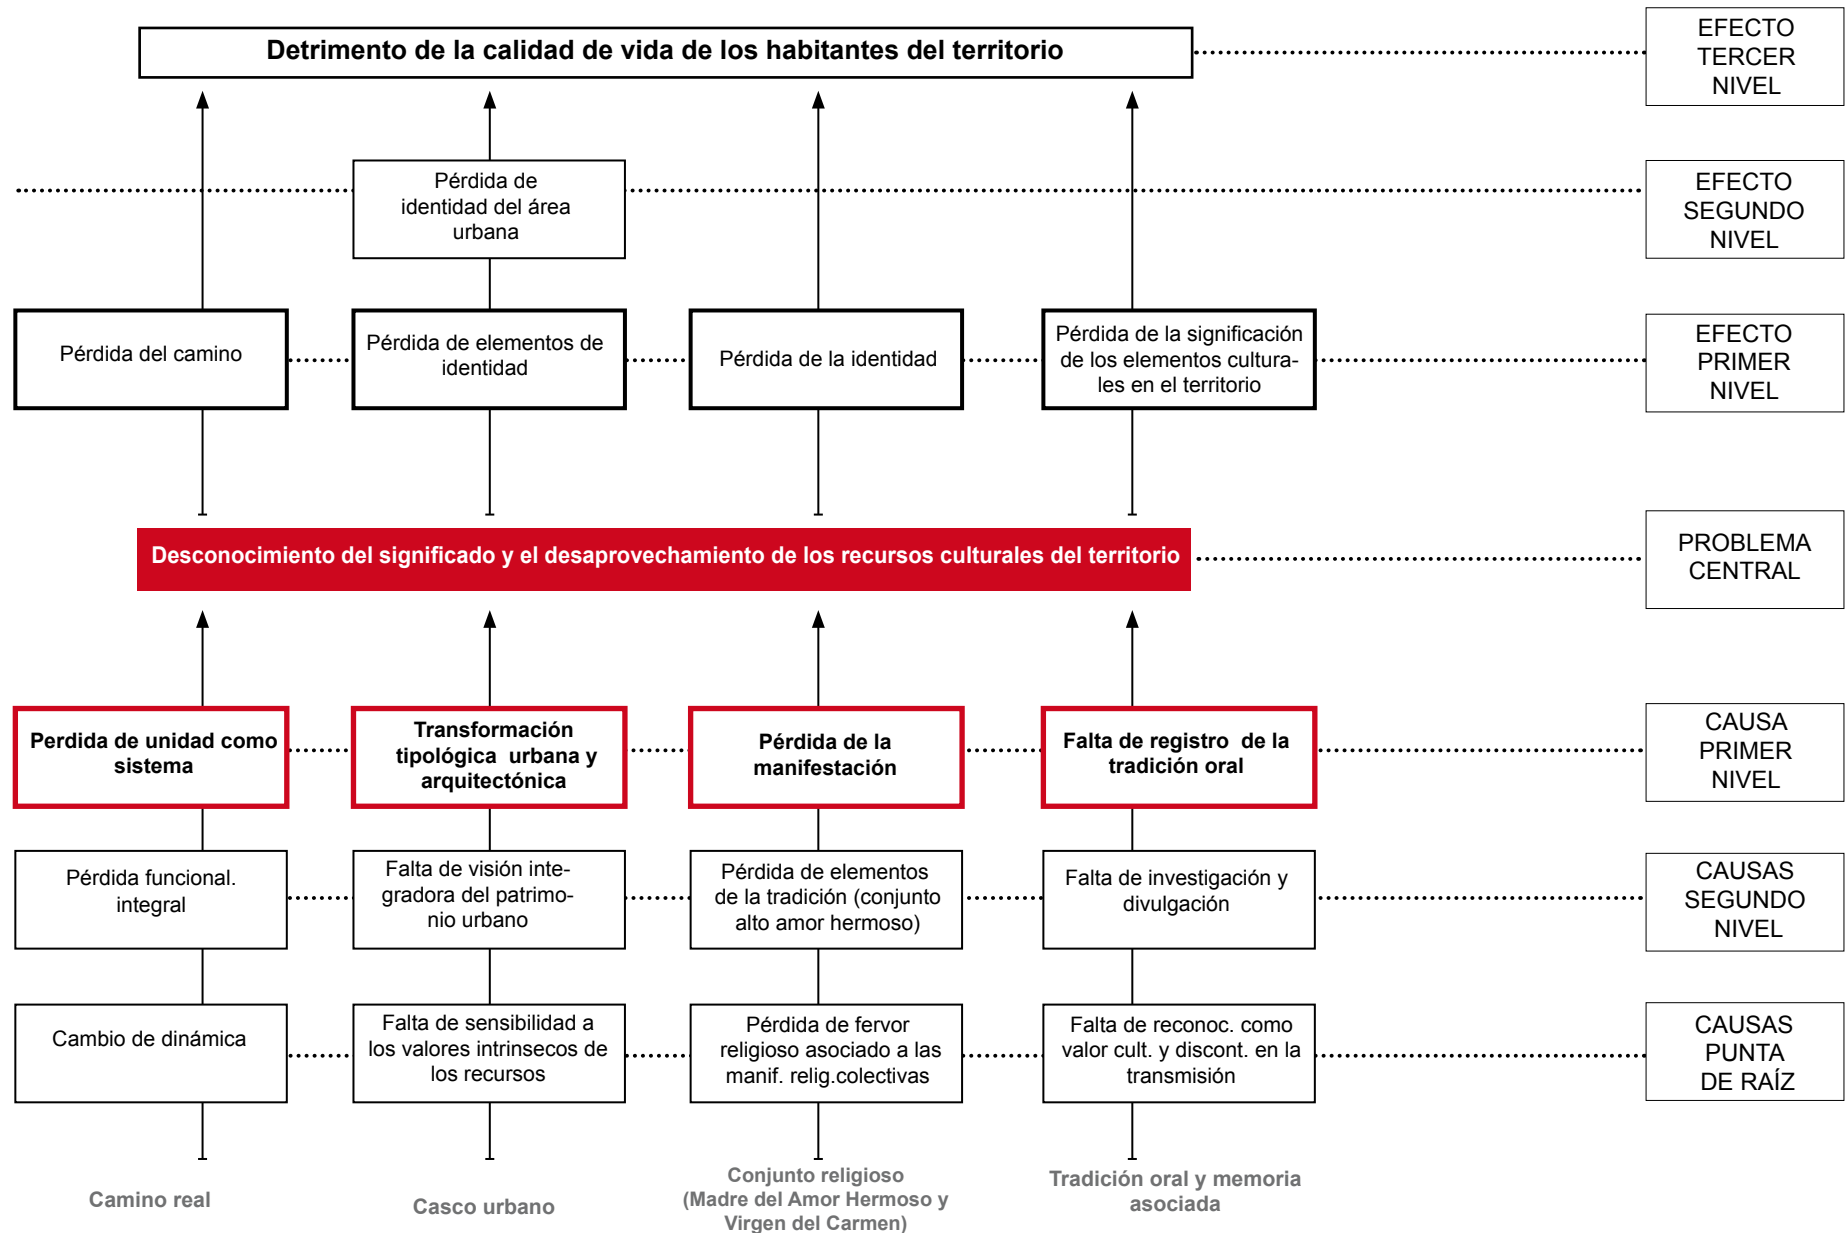 Detrimento de la calidad de vida de los habitantes del territorio
EFECTO
TERCER
NIVEL
Pérdida de
identidad del área
urbana
EFECTO
SEGUNDO
NIVEL
Pérdida del camino
Pérdida de elementos de
identidad
Pérdida de la identidad
Pérdida de la significación
de los elementos cultura-
les en el territorio
EFECTO
PRIMER
NIVEL
Desconocimiento del significado y el desaprovechamiento de los recursos culturales del territorio
PROBLEMA
CENTRAL
Perdida de unidad como
sistema
Transformación
tipológica urbana y
arquitectónica
Pérdida de la
manifestación
Falta de registro de la
tradición oral
CAUSA
PRIMER
NIVEL
Pérdida funcional.
integral
Falta de visión inte-
gradora del patrimo-
nio urbano
Pérdida de elementos
de la tradición (conjunto
alto amor hermoso)
Falta de investigación y
divulgación
CAUSAS
SEGUNDO
NIVEL
Cambio de dinámica
Falta de sensibilidad a
los valores intrinsecos de
los recursos
Pérdida de fervor
religioso asociado a las
manif. relig.colectivas
Falta de reconoc. como
valor cult. y discont. en la
transmisión
CAUSAS
PUNTA
DE RAÍZ
Camino real
Casco urbano
Conjunto religioso
(Madre del Amor Hermoso y
Virgen del Carmen)
Tradición oral y memoria
asociada